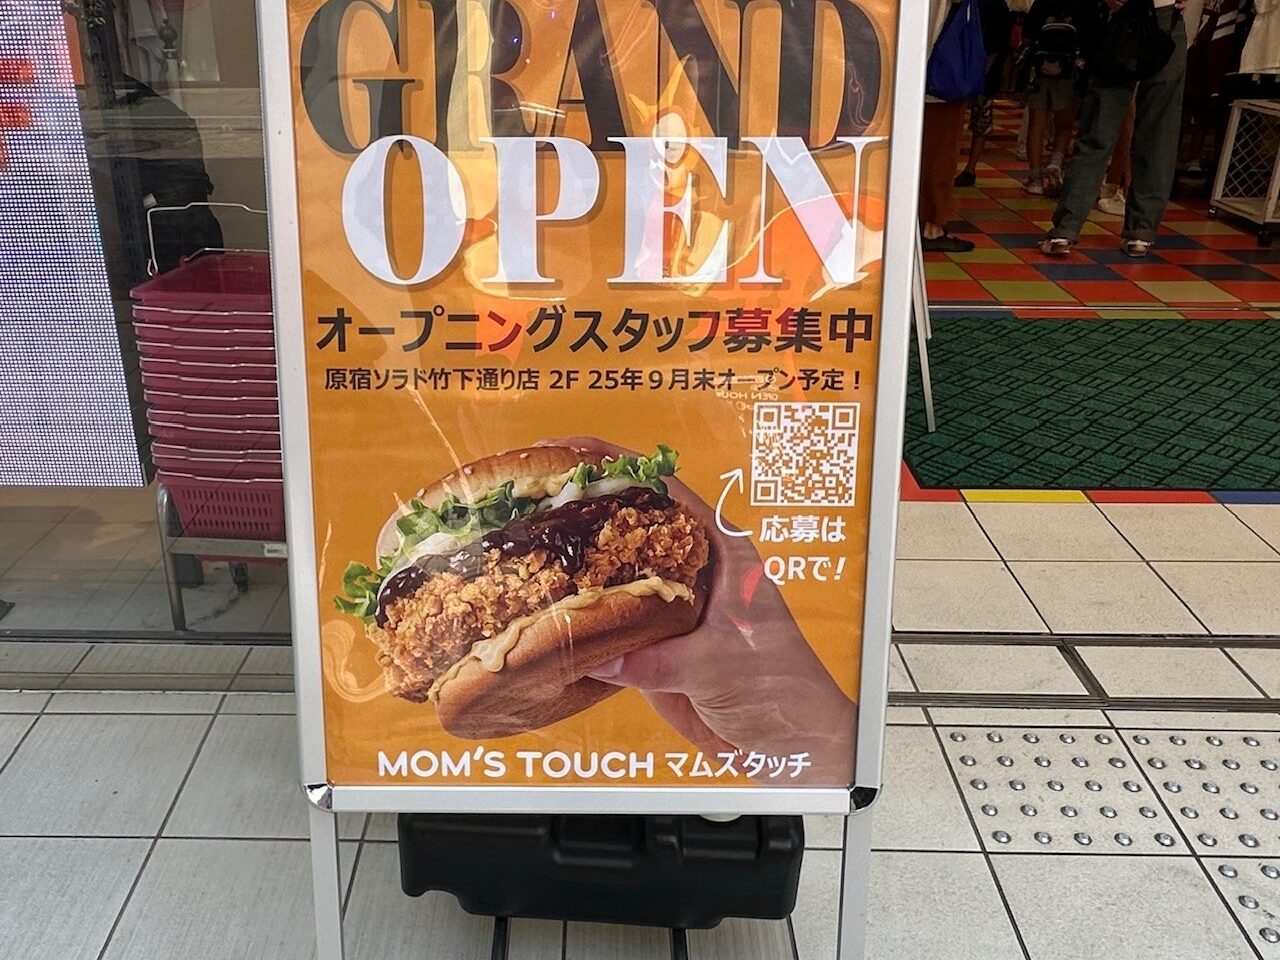 GRAND
OPEN
オープニングスタッフ募集中
原宿ソラド竹下通り店 2F 25年9月末オープン予定！
応募は
QRで!
MOM'S TOUCH マムズタッチ